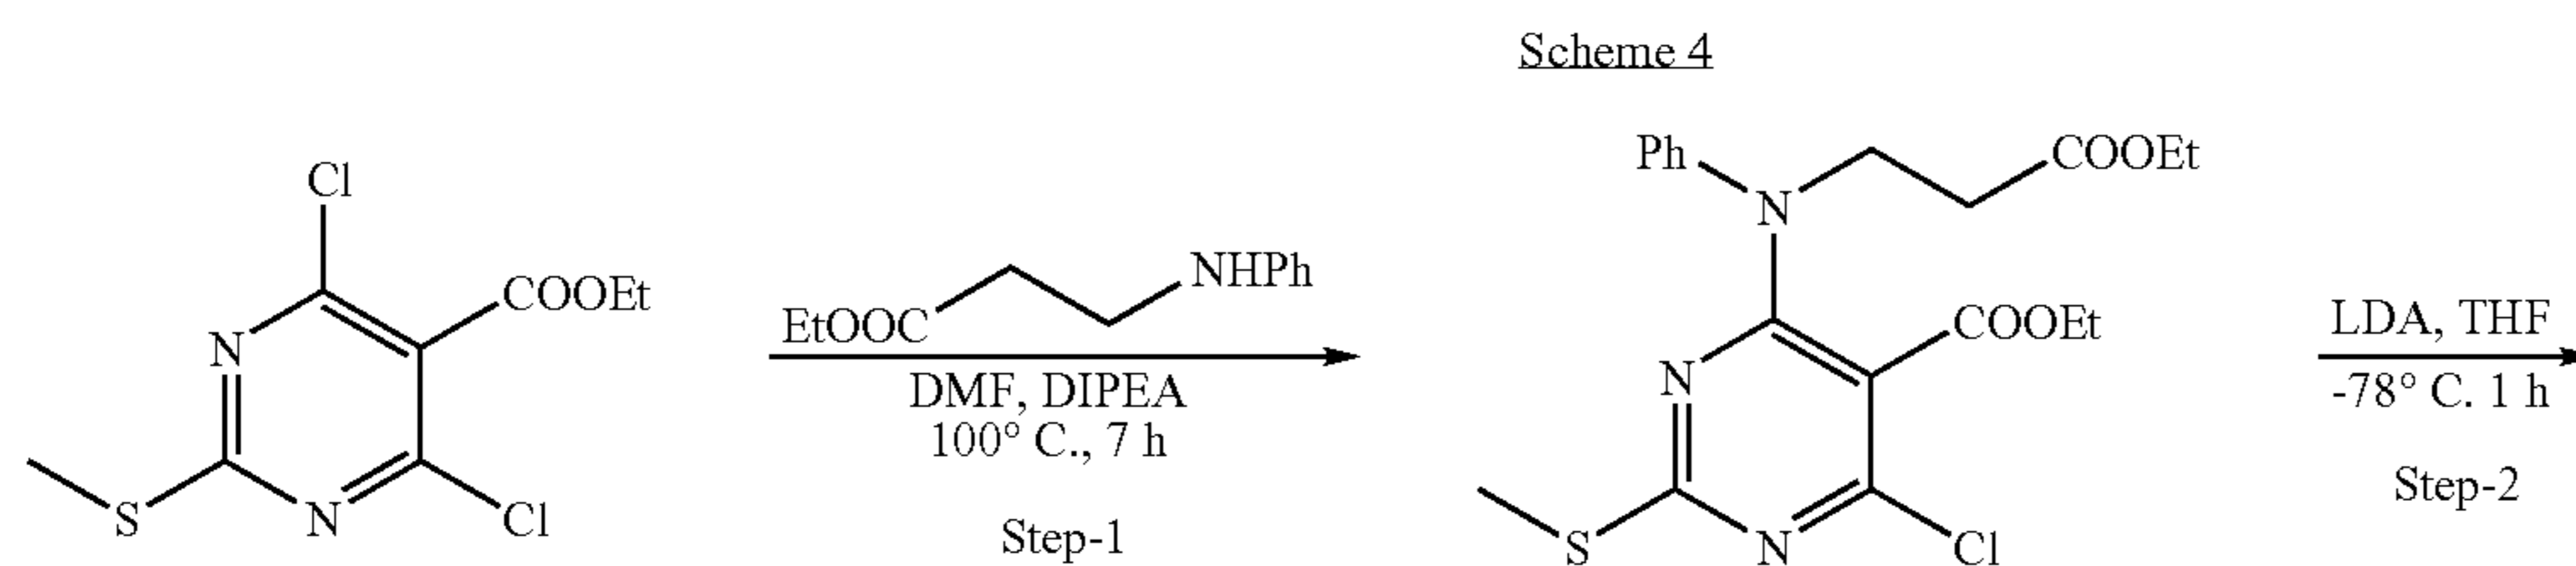 Scheme 4
Cl
COOEt
N
N
S
Cl
EtOOC
NHPh
DMF, DIPEA
100° C., 7 h
Step-1
Ph
N
COOEt
COOEt
N
N
S
Cl
LDA, THF
-78° C. 1 h
Step-2